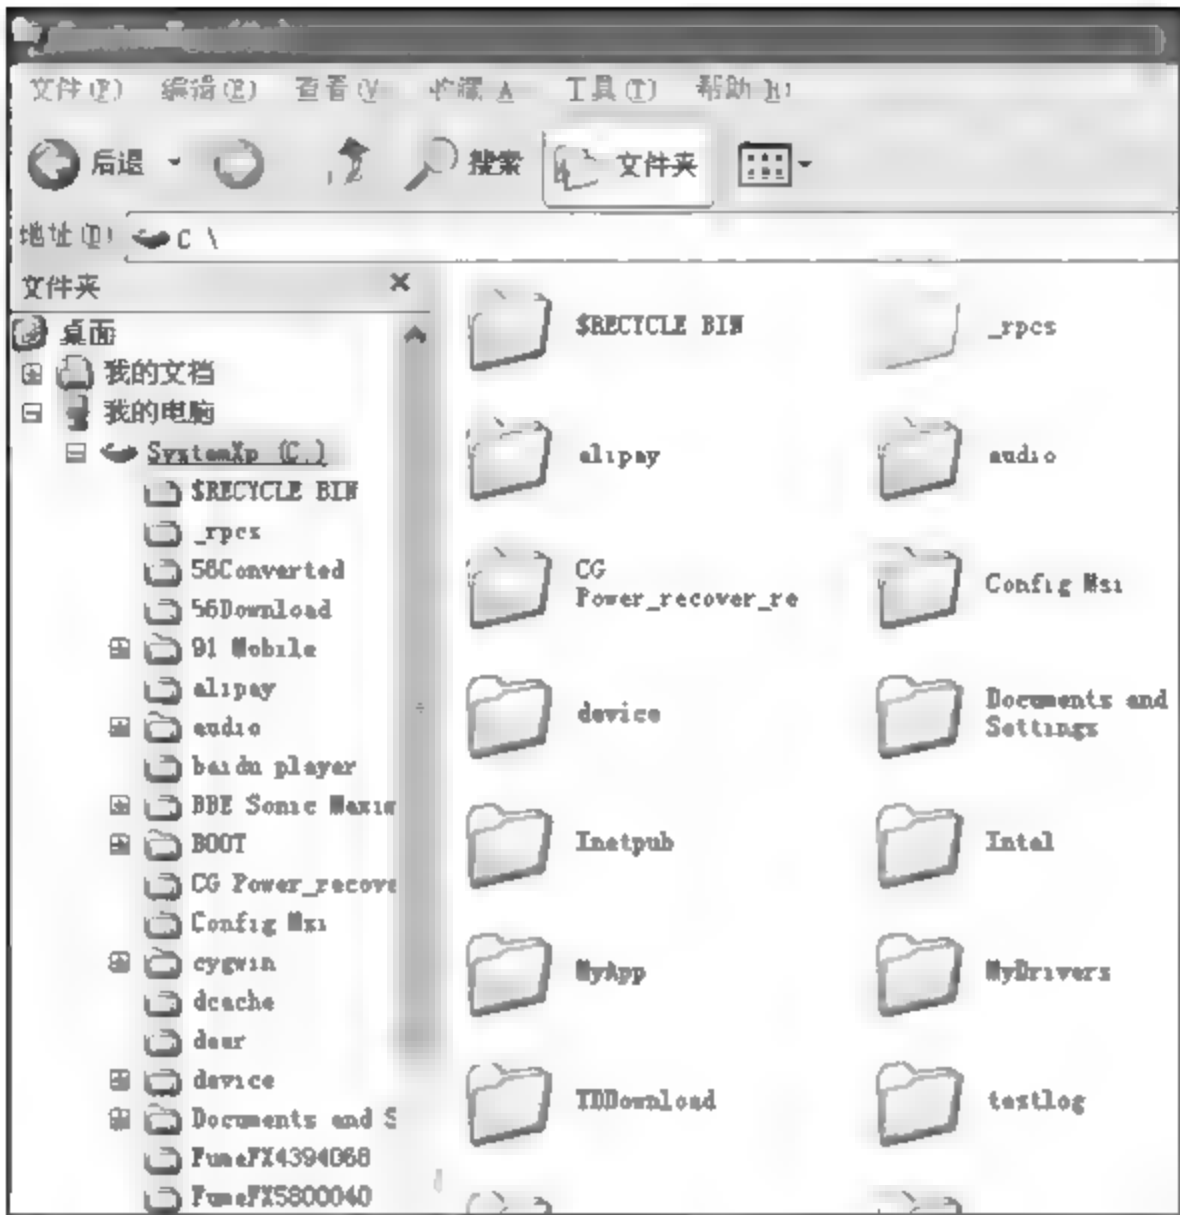 文件(F) 编辑(E) 查看(V) 收藏(A) 工具(T) 帮助(H)
后退 搜索 文件夹
地址(D) C \
文件夹
桌面
我的文档
我的电脑
SystemXp (C:)
$RECYCLE BIN
_rpcs
56Converted
56Download
91 Mobile
alipay
audio
baidu player
BBE Sonic Maxim
BOOT
CG Power_recove
Config Msi
cygwin
dcache
device
Documents and S
FumeFX4394068
FumeFX5800040
$RECYCLE BIN
_rpcs
alipay
audio
CG
Power_recover_re
Config Msi
device
Documents and
Settings
Inetpub
Intel
MyApp
MyDrivers
TDDownload
testlog